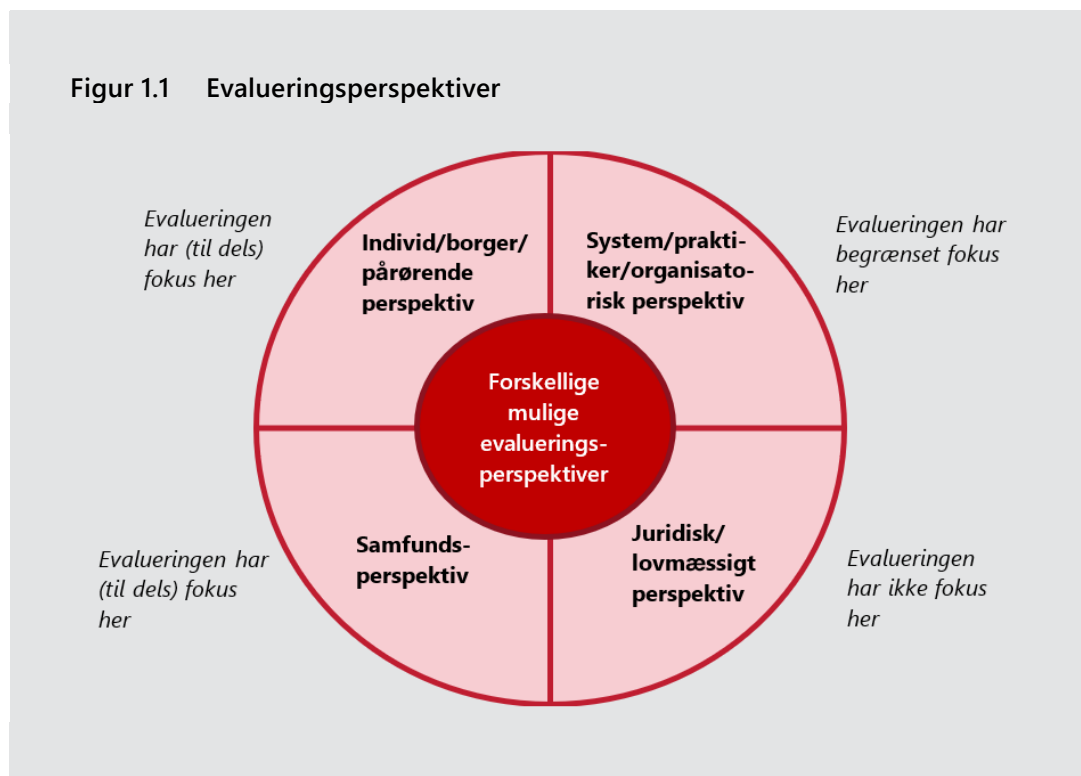 Figur 1.1 Evalueringsperspektiver
Evalueringen
har (til dels)
fokus her
Individ/borger/
pårørende
perspektiv
System/prakti-
ker/organisato-
risk perspektiv
Evalueringen har
begrænset fokus
her
Forskellige
mulige
evaluerings-
perspektiver
Evalueringen har
(til dels) fokus
her
Samfunds-
perspektiv
Juridisk/
lovmæssigt
perspektiv
Evalueringen
har ikke fokus
her